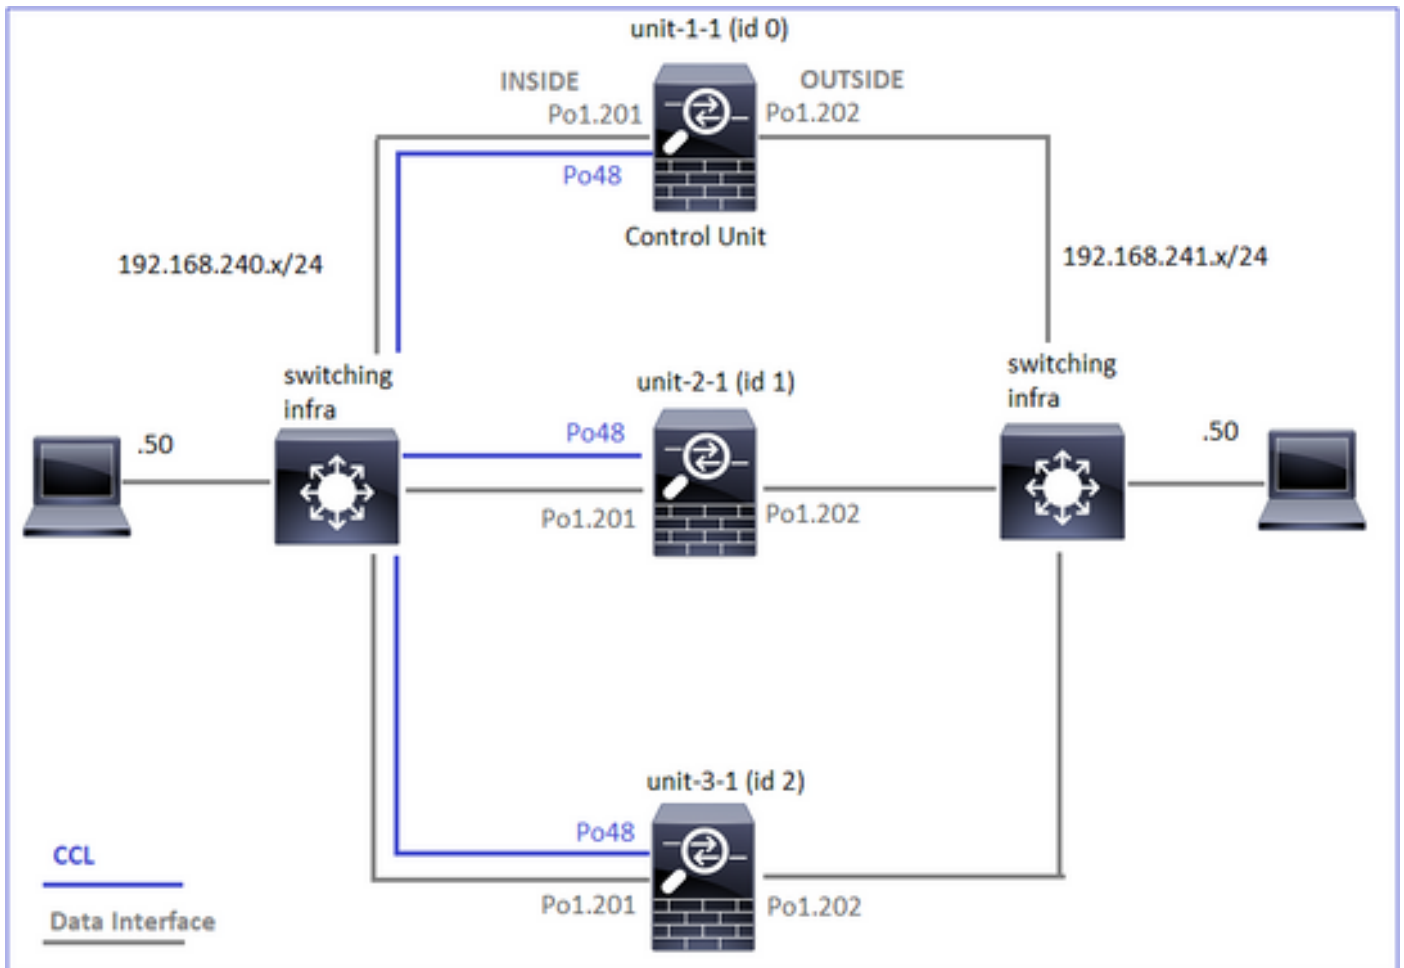 unit-1-1 (id 0)
INSIDE
OUTSIDE
Po1.201
Po1.202
Po48
Control Unit
192.168.240.x/24
192.168.241.x/24
switching
infra
switching
infra
unit-2-1 (id 1)
.50
Po48
.50
Po1.201
Po1.202
unit-3-1 (id 2)
Po48
CCL
Po1.201
Po1.202
Data Interface